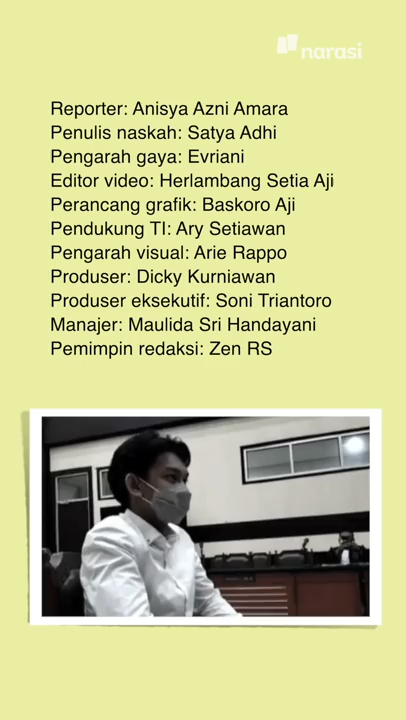 narasi
Reporter: Anisya Azni Amara
Penulis naskah: Satya Adhi
Pengarah gaya: Evriani
Editor video: Herlambang Setia Aji
Perancang grafik: Baskoro Aji
Pendukung TI: Ary Setiawan
Pengarah visual: Arie Rappo
Produser: Dicky Kurniawan
Produser eksekutif: Soni Triantoro
Manajer: Maulida Sri Handayani
Pemimpin redaksi: Zen RS